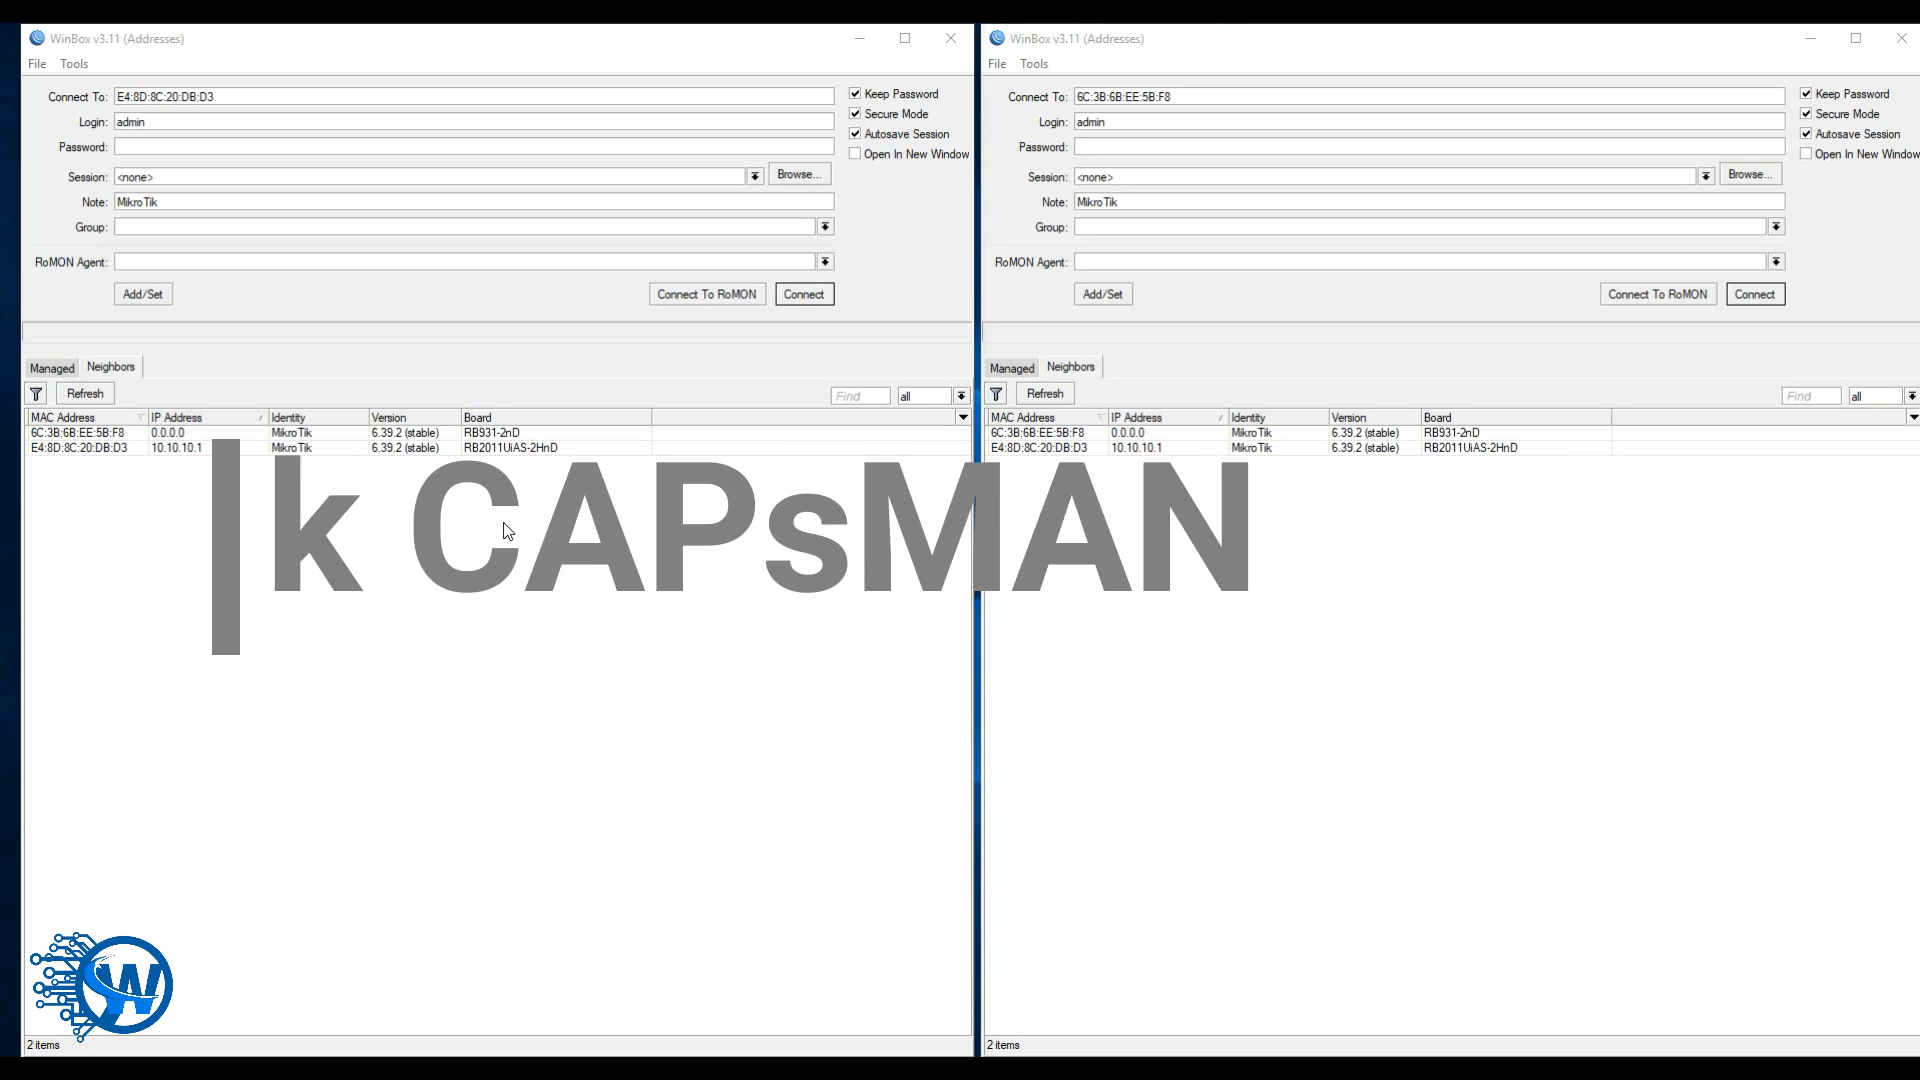 WinBox v3.11 (Addresses)
File Tools
Connect To: E4:8D:8C:20:DB:D3
Login: admin
Password:
Session: <none>
Browse...
Note: MikroTik
Group:
RoMON Agent:
Add/Set
Connect To RoMON
Connect
Keep Password
Secure Mode
Autosave Session
Open In New Window
Managed Neighbors
Refresh
Find
all
MAC Address IP Address Identity Version Board
6C:3B:6B:EE:5B:F8 0.0.0.0 MikroTik 6.39.2 (stable) RB931-2nD
E4:8D:8C:20:DB:D3 10.10.10.1 MikroTik 6.39.2 (stable) RB2011UiAS-2HnD
2 items
WinBox v3.11 (Addresses)
File Tools
Connect To: 6C:3B:6B:EE:5B:F8
Login: admin
Password:
Session: <none>
Browse...
Note: MikroTik
Group:
RoMON Agent:
Add/Set
Connect To RoMON
Connect
Keep Password
Secure Mode
Autosave Session
Open In New Window
Managed Neighbors
Refresh
Find
all
MAC Address IP Address Identity Version Board
6C:3B:6B:EE:5B:F8 0.0.0.0 MikroTik 6.39.2 (stable) RB931-2nD
E4:8D:8C:20:DB:D3 10.10.10.1 MikroTik 6.39.2 (stable) RB2011UiAS-2HnD
2 items
k CAPsMAN
W